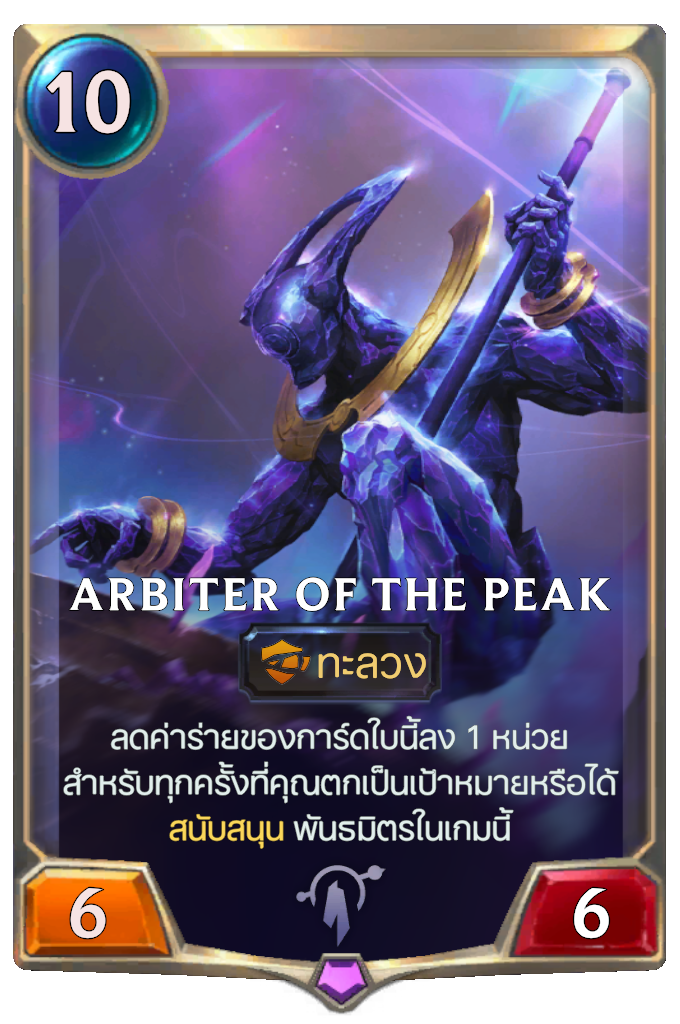 10
ARBITER OF THE PEAK
ทะลวง
ลดค่าร่ายของการ์ดใบนี้ลง 1 หน่วย
สำหรับทุกครั้งที่คุณตกเป็นเป้าหมายหรือได้
สนับสนุน พันธมิตรในเกมนี้
6
6